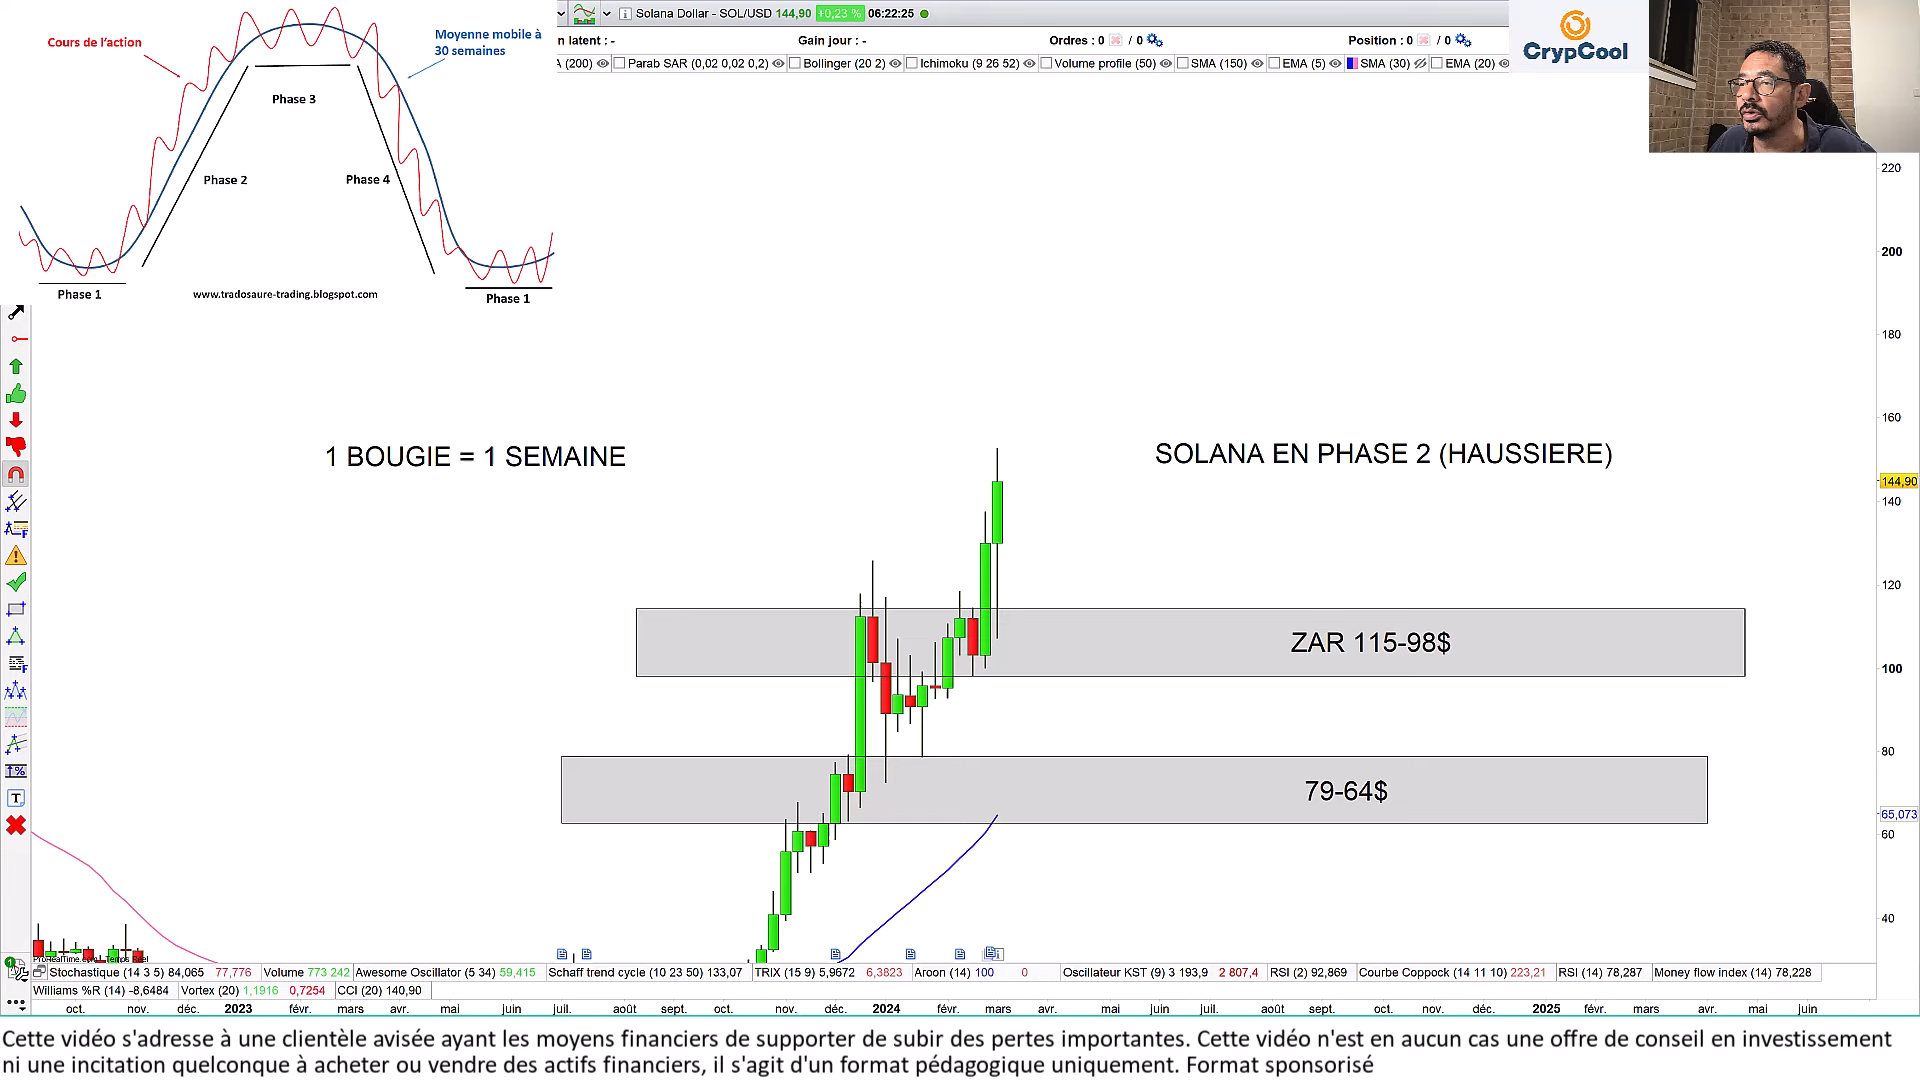 Solana Dollar - SOL/USD 144,90 +0,23 % 06:22:25
n latent : -
Gain jour : -
Ordres : 0 / 0
Position : 0 / 0
A (200) Parab SAR (0,02 0,02 0,2) Bollinger (20 2) Ichimoku (9 26 52) Volume profile (50) SMA (150) EMA (5) SMA (30) EMA (20)
CrypCool
Cours de l'action
Moyenne mobile à
30 semaines
Phase 3
Phase 2
Phase 4
Phase 1
www.tradosaure-trading.blogspot.com
Phase 1
1 BOUGIE = 1 SEMAINE
SOLANA EN PHASE 2 (HAUSSIERE)
ZAR 115-98$
79-64$
220
200
180
160
144,90
140
120
100
80
65,073
60
40
Stochastique (14 3 5) 84,065 77,776 Volume 773 242 Awesome Oscillator (5 34) 59,415 Schaff trend cycle (10 23 50) 133,07 TRIX (15 9) 5,9672 6,3823 Aroon (14) 100 0 Oscillateur KST (9) 3 193,9 2 807,4 RSI (2) 92,869 Courbe Coppock (14 11 10) 223,21 RSI (14) 78,287 Money flow index (14) 78,228
Williams %R (14) -8,6484 Vortex (20) 1,1916 0,7254 CCI (20) 140,90
oct. nov. déc. 2023 févr. mars avr. mai juin juil. août sept. oct. nov. déc. 2024 févr. mars avr. mai juin juil. août sept. oct. nov. déc. 2025 févr. mars avr. mai juin
Cette vidéo s'adresse à une clientèle avisée ayant les moyens financiers de supporter de subir des pertes importantes. Cette vidéo n'est en aucun cas une offre de conseil en investissement
ni une incitation quelconque à acheter ou vendre des actifs financiers, il s'agit d'un format pédagogique uniquement. Format sponsorisé